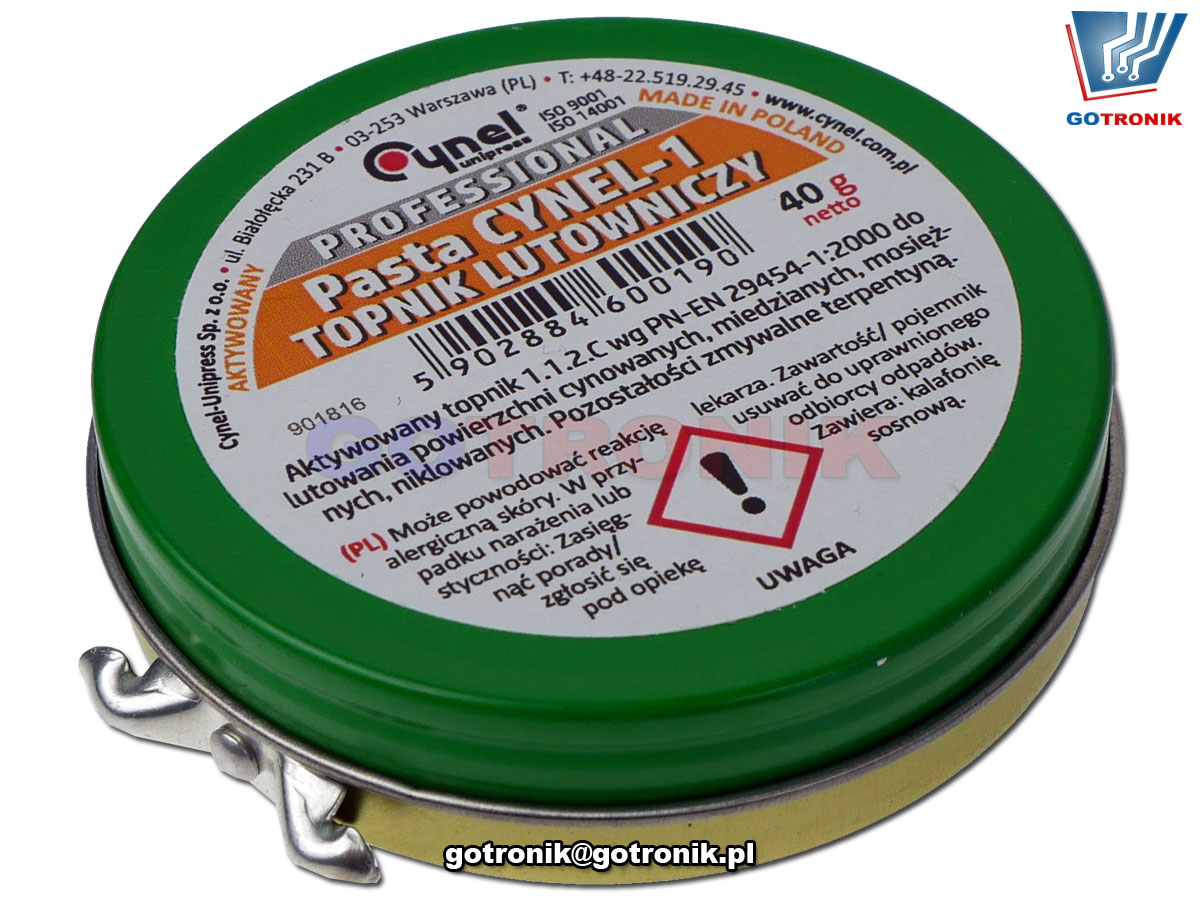 GOTRONIK
Cynel-Unipress Sp. z o.o. • ul. Białołęcka 231 B • 03-253 Warszawa (PL) • T: +48-22.519.29.45 • www.cynel.com.pl
Cynel®
unipress
ISO 9001
ISO 14001
AKTYWOWANY
PROFESSIONAL
MADE IN POLAND
Pasta CYNEL-1
TOPNIK LUTOWNICZY
40 g
netto
5902884600190
901816
Aktywowany topnik 1.1.2.C wg PN-EN 29454-1:2000 do
lutowania powierzchni cynowanych, miedzianych, mosięż-
nych, niklowanych. Pozostałości zmywalne terpentyną.
GOTRONIK
(PL) Może powodować reakcję
alergiczną skóry. W przy-
padku narażenia lub
styczności: Zasięg-
nąć porady/
zgłosić się
pod opiekę
lekarza. Zawartość/ pojemnik
usuwać do uprawnionego
odbiorcy odpadów.
Zawiera: kalafonię
sosnową.
UWAGA
gotronik@gotronik.pl